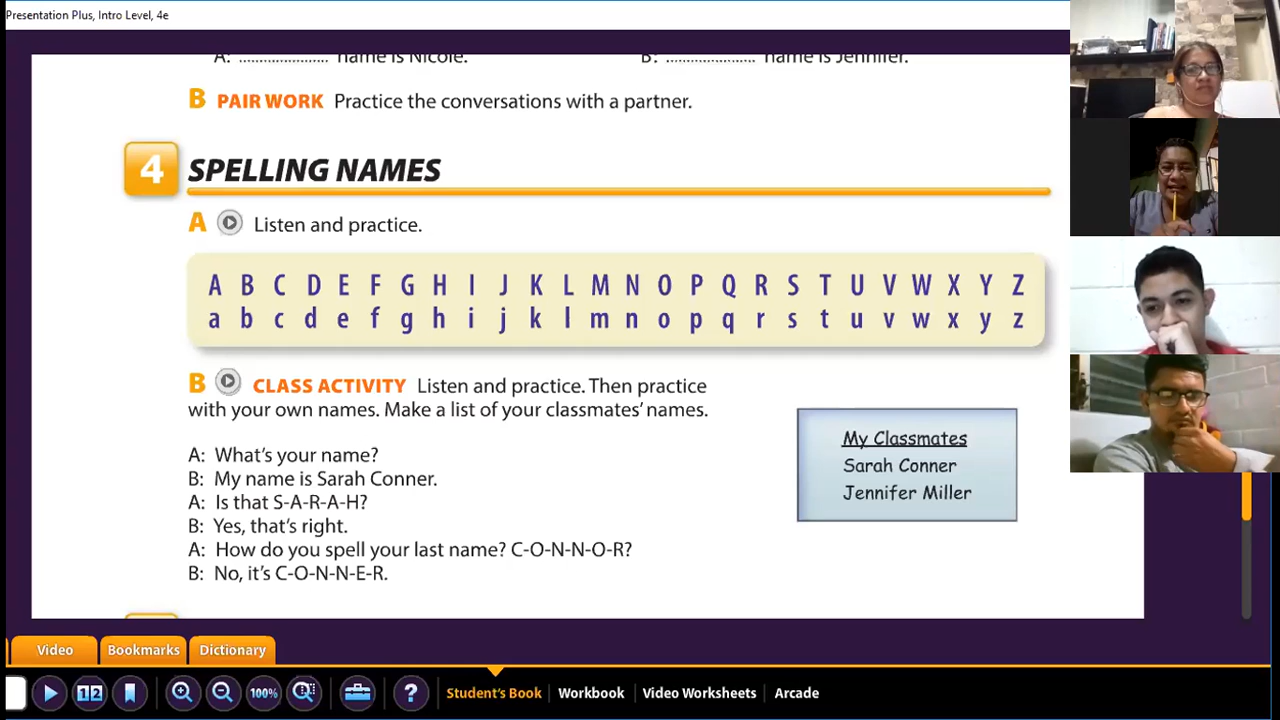 Presentation Plus, Intro Level, 4e
A: ...................... name is Nicole.
B: ...................... name is Jennifer.
B PAIR WORK Practice the conversations with a partner.
4 SPELLING NAMES
A Listen and practice.
A B C D E F G H I J K L M N O P Q R S T U V W X Y Z
a b c d e f g h i j k l m n o p q r s t u v w x y z
B CLASS ACTIVITY Listen and practice. Then practice
with your own names. Make a list of your classmates' names.
A: What's your name?
B: My name is Sarah Conner.
A: Is that S-A-R-A-H?
B: Yes, that's right.
A: How do you spell your last name? C-O-N-N-O-R?
B: No, it's C-O-N-N-E-R.
My Classmates
Sarah Conner
Jennifer Miller
Video Bookmarks Dictionary
12 100% ? Student's Book Workbook Video Worksheets Arcade